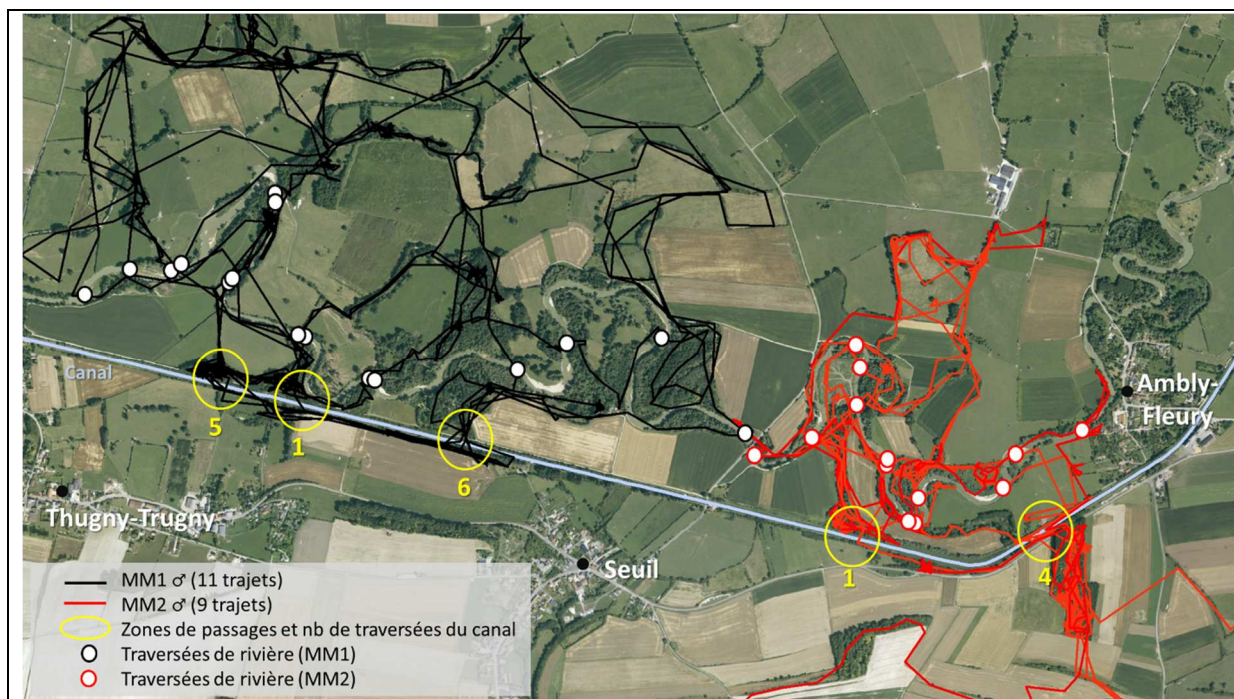 Canal
5
1
6
1
4
Ambly-
Fleury
Thugny-Trugny
Seuil
MM1 ♂ (11 trajets)
MM2 ♂ (9 trajets)
Zones de passages et nb de traversées du canal
Traversées de rivière (MM1)
Traversées de rivière (MM2)